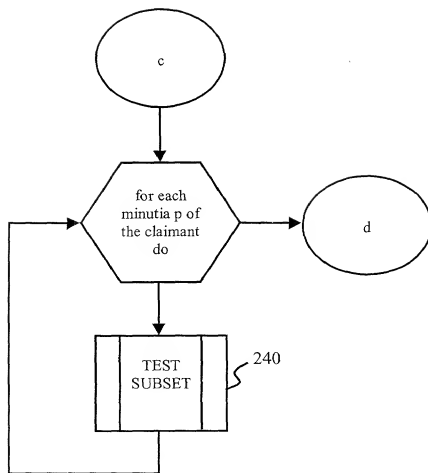 c
for each
minutia p of
the claimant
do
d
TEST
SUBSET
240